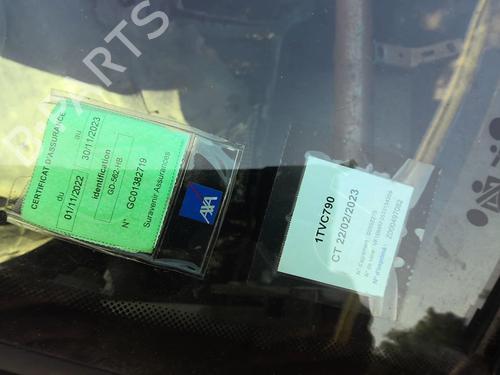 B-PARTS
CERTIFICAT D'ASSURANCE
du au
01/11/2022 30/11/2023
identification
GD-562-HB
N° GC01382719
Suravenir Assurances
AXA
1TVC790
CT 22/02/2023